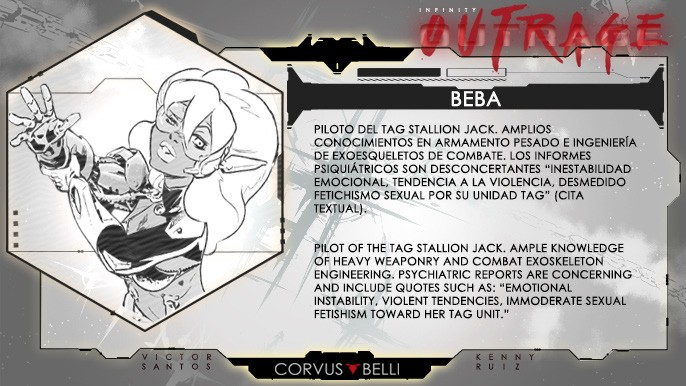 INFINITY
OUTRAGE
BEBA
PILOTO DEL TAG STALLION JACK. AMPLIOS
CONOCIMIENTOS EN ARMAMENTO PESADO E INGENIERÍA
DE EXOESQUELETOS DE COMBATE. LOS INFORMES
PSIQUIÁTRICOS SON DESCONCERTANTES “INESTABILIDAD
EMOCIONAL, TENDENCIA A LA VIOLENCIA, DESMEDIDO
FETICHISMO SEXUAL POR SU UNIDAD TAG” (CITA
TEXTUAL).
PILOT OF THE TAG STALLION JACK. AMPLE KNOWLEDGE
OF HEAVY WEAPONRY AND COMBAT EXOSKELETON
ENGINEERING. PSYCHIATRIC REPORTS ARE CONCERNING
AND INCLUDE QUOTES SUCH AS: “EMOTIONAL
INSTABILITY, VIOLENT TENDENCIES, IMMODERATE SEXUAL
FETISHISM TOWARD HER TAG UNIT.”
VICTOR
SANTOS
CORVUS BELLI
KENNY
RUIZ